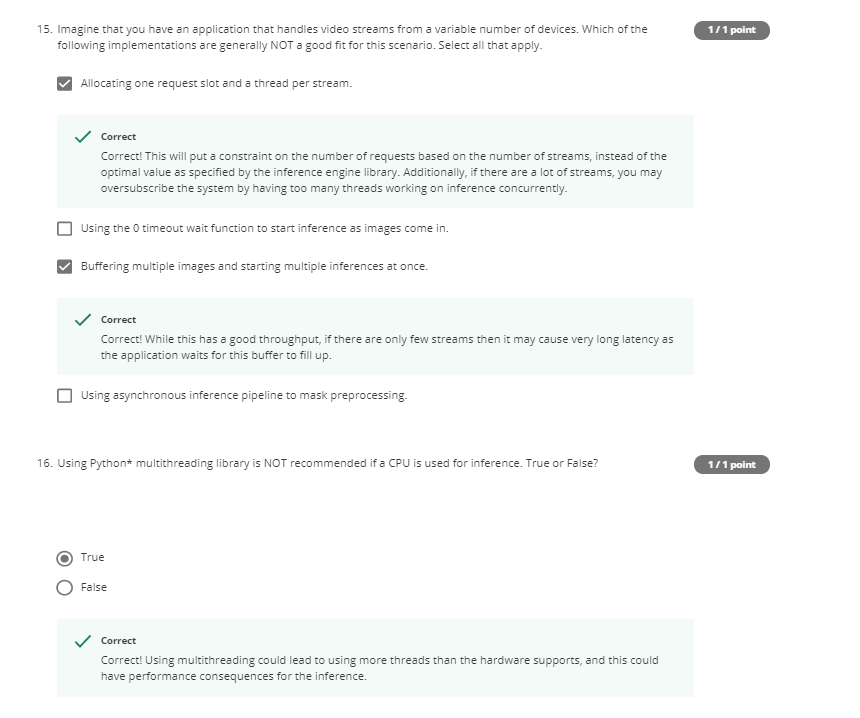 15. Imagine that you have an application that handles video streams from a variable number of devices. Which of the
1 / 1 point
following implementations are generally NOT a good fit for this scenario. Select all that apply.
Allocating one request slot and a thread per stream.
Correct
Correct! This will put a constraint on the number of requests based on the number of streams, instead of the
optimal value as specified by the inference engine library. Additionally, if there are a lot of streams, you may
oversubscribe the system by having too many threads working on inference concurrently.
Using the 0 timeout wait function to start inference as images come in.
Buffering multiple images and starting multiple inferences at once.
Correct
Correct! While this has a good throughput, if there are only few streams then it may cause very long latency as
the application waits for this buffer to fill up.
Using asynchronous inference pipeline to mask preprocessing.
16. Using Python* multithreading library is NOT recommended if a CPU is used for inference. True or False?
1 / 1 point
True
False
Correct
Correct! Using multithreading could lead to using more threads than the hardware supports, and this could
have performance consequences for the inference.